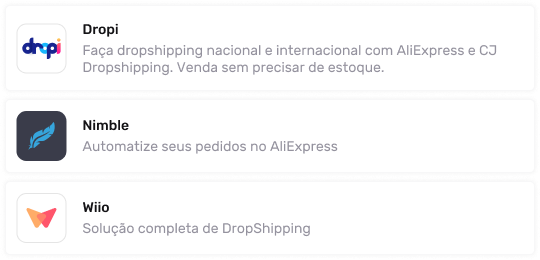 dropi
Dropi
Faça dropshipping nacional e internacional com AliExpress e CJ
Dropshipping. Venda sem precisar de estoque.
Nimble
Automatize seus pedidos no AliExpress
Wiio
Solução completa de DropShipping